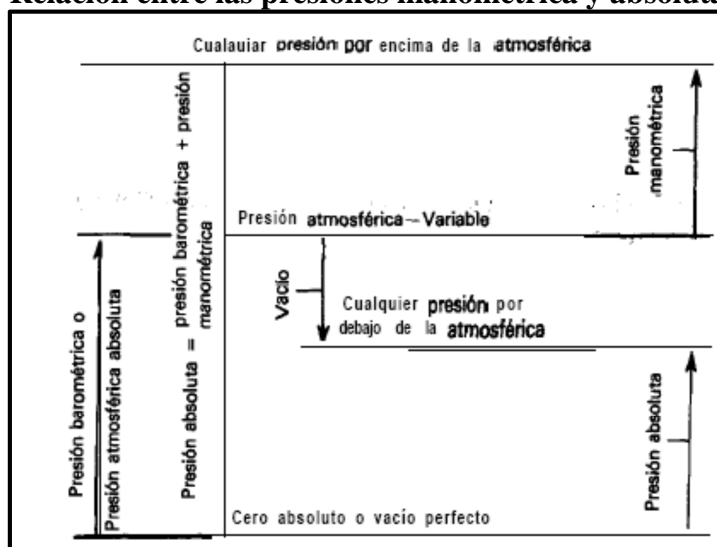 Relación entre las presiones manométrica y absoluta
Cualauiar presión por encima de la atmosférica
Presión
manométrica
Presión absoluta = presión barométrica + presión
manométrica
Presión atmosférica – Variable
Vacío
Cualquier presión por
debajo de la atmosférica
Presión barométrica o
Presión atmosférica absoluta
Presión absoluta
Cero absoluto o vacío perfecto